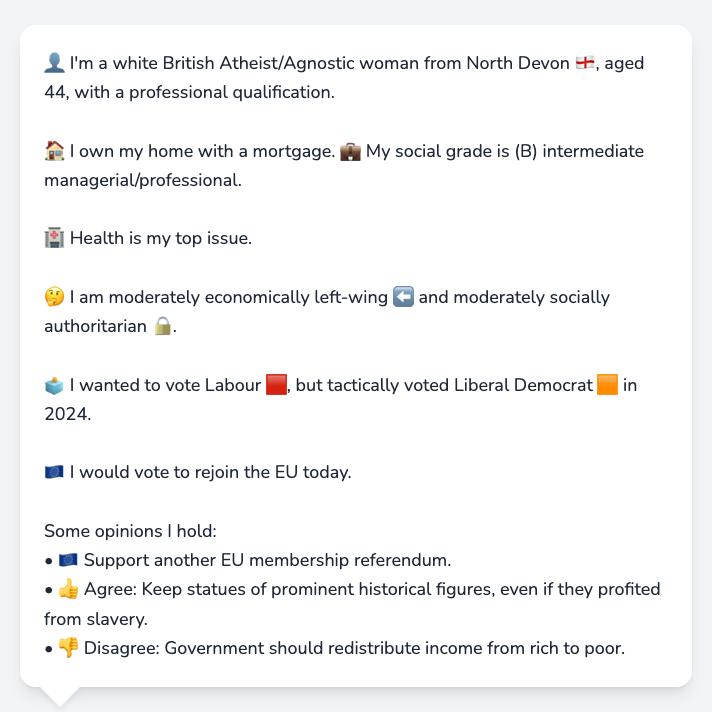 👤 I'm a white British Atheist/Agnostic woman from North Devon 🏴󠁧󠁢󠁥󠁮󠁧󠁿, aged
44, with a professional qualification.
🏠 I own my home with a mortgage. 💼 My social grade is (B) intermediate
managerial/professional.
🏥 Health is my top issue.
🤔 I am moderately economically left-wing ⬅️ and moderately socially
authoritarian 🔒.
🗳️ I wanted to vote Labour 🟥, but tactically voted Liberal Democrat 🟧 in
2024.
🇪🇺 I would vote to rejoin the EU today.
Some opinions I hold:
• 🇪🇺 Support another EU membership referendum.
• 👍 Agree: Keep statues of prominent historical figures, even if they profited
from slavery.
• 👎 Disagree: Government should redistribute income from rich to poor.